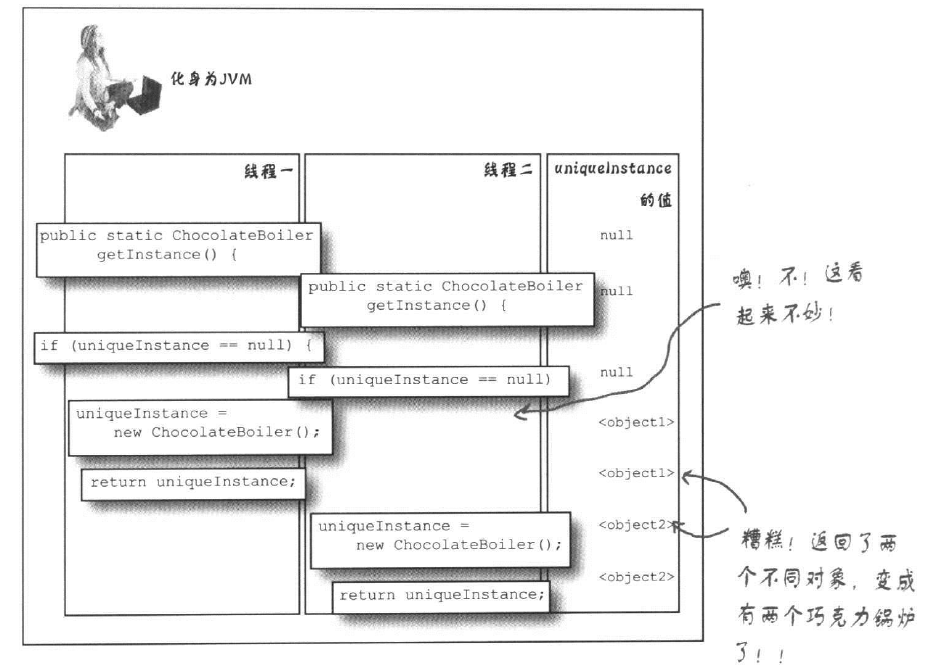 化身为JVM
线程一
线程二
uniqueInstance
的值
public static ChocolateBoiler
getInstance() {
null
public static ChocolateBoiler
getInstance() {
null
if (uniqueInstance == null) {
if (uniqueInstance == null)
null
uniqueInstance =
new ChocolateBoiler();
<object1>
return uniqueInstance;
<object1>
uniqueInstance =
new ChocolateBoiler();
<object2>
return uniqueInstance;
<object2>
噢！不！这看
起来不妙！
糟糕！返回了两
个不同对象，变成
有两个巧克力锅炉
了！！